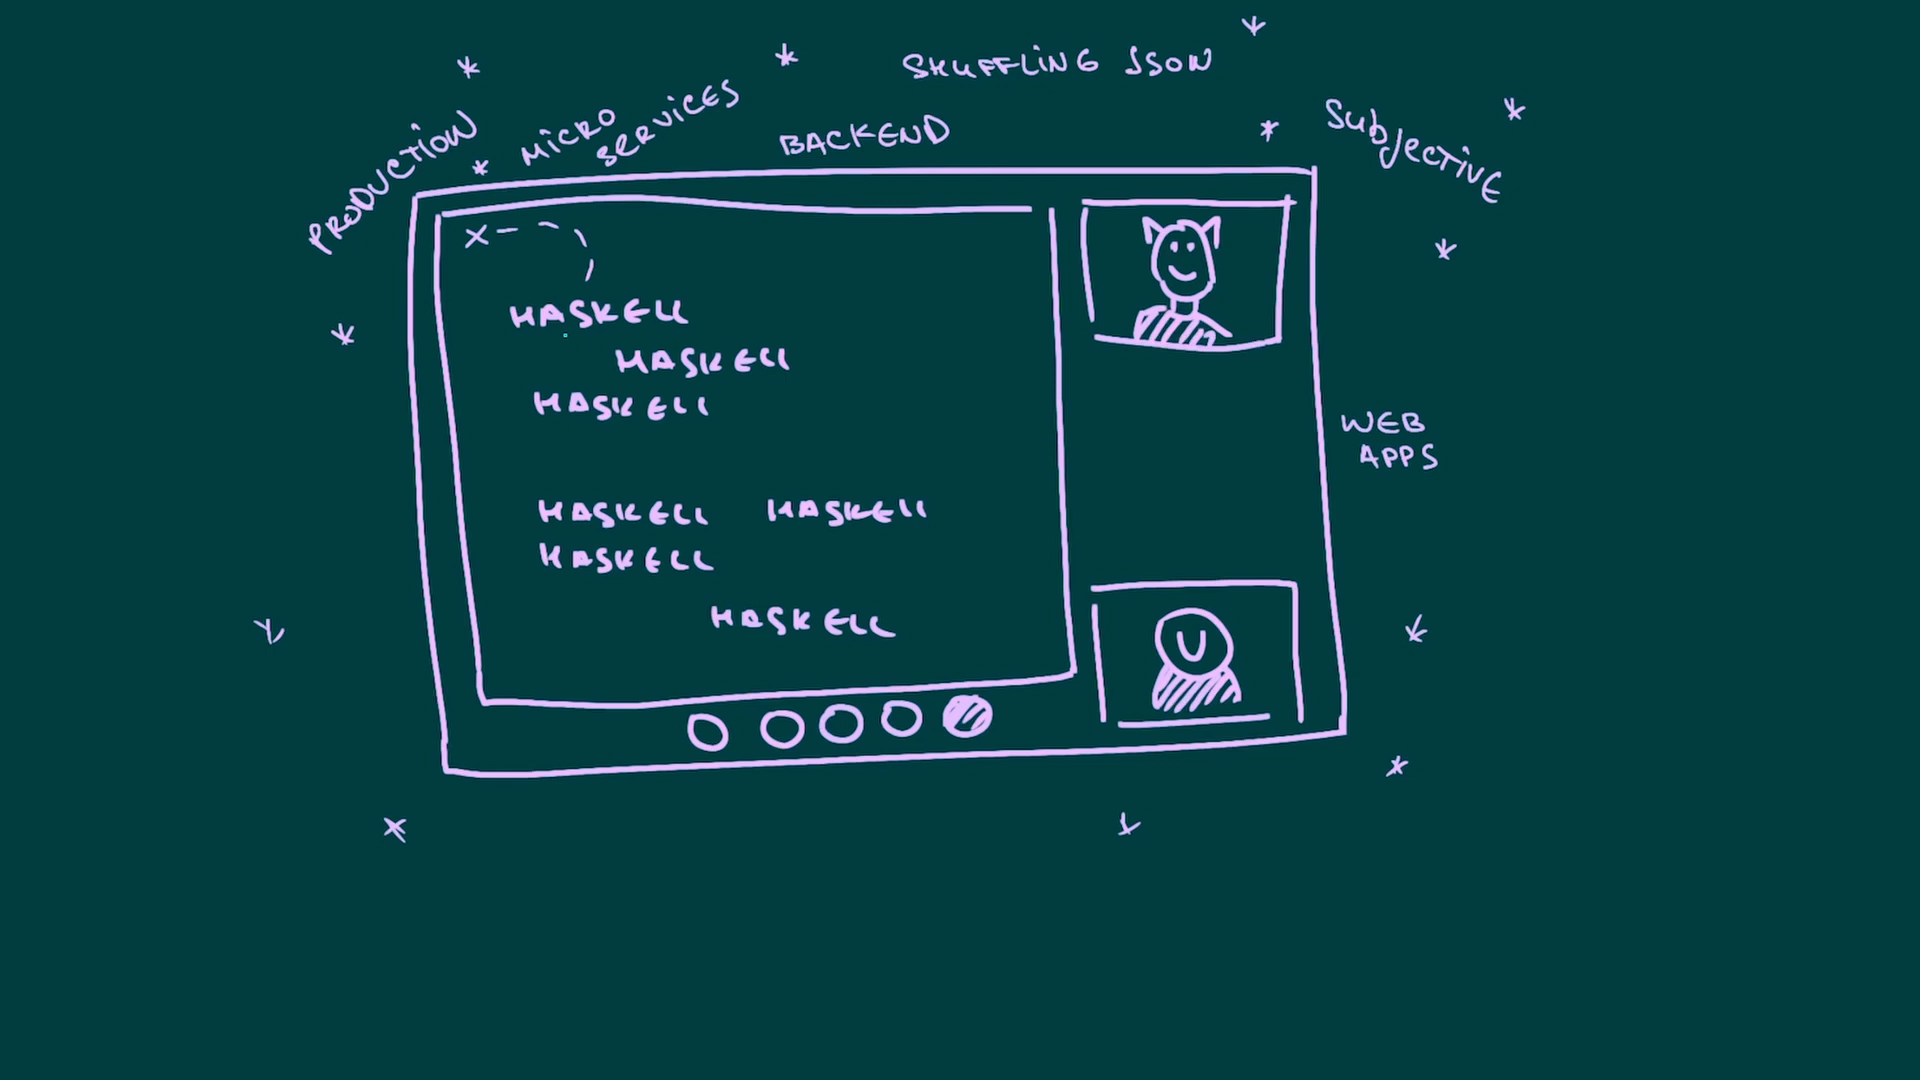 SHUFFLING JSON
PRODUCTION
MICRO
SERVICES
BACKEND
SUBJECTIVE
X
HASKELL
HASKELL
HASKELL
WEB
APPS
HASKELL HASKELL
HASKELL
HASKELL
U